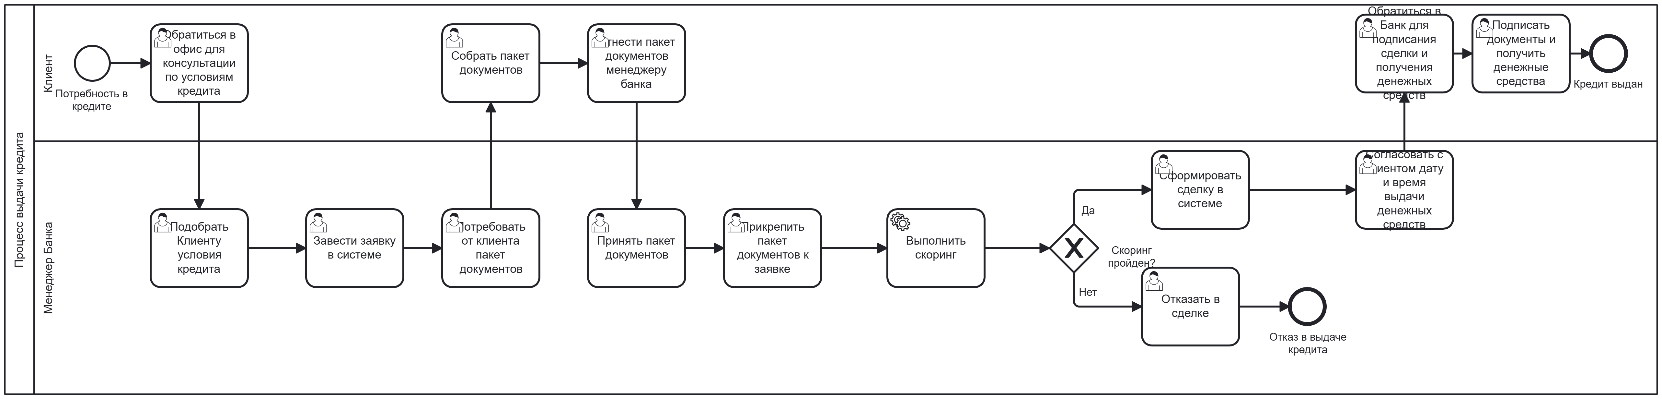 Процесс выдачи кредита
Клиент
Потребность в
кредите
Обратиться в
офис для
консультации
по условиям
кредита
Собрать пакет
документов
тнести пакет
документов
менеджеру
банка
Обратиться в
Банк для
подписания
сделки и
получения
денежных
средств
Подписать
документы и
получить
денежные
средства
Кредит выдан
Менеджер Банка
Подобрать
Клиенту
условия
кредита
Завести заявку
в системе
Потребовать
от клиента
пакет
документов
Принять пакет
документов
Прикрепить
пакет
документов к
заявке
Выполнить
скоринг
Скоринг
пройден?
Да
Нет
Сформировать
сделку в
системе
Согласовать с
иентом дату
и время
выдачи
денежных
средств
Отказать в
сделке
Отказ в выдаче
кредита